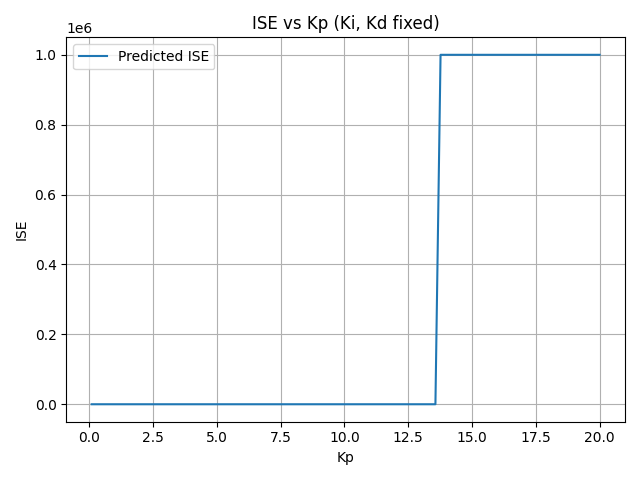 ISE vs Kp (Ki, Kd fixed)
1e6
Predicted ISE
1.0
0.8
0.6
0.4
0.2
0.0
ISE
0.0 2.5 5.0 7.5 10.0 12.5 15.0 17.5 20.0
Kp